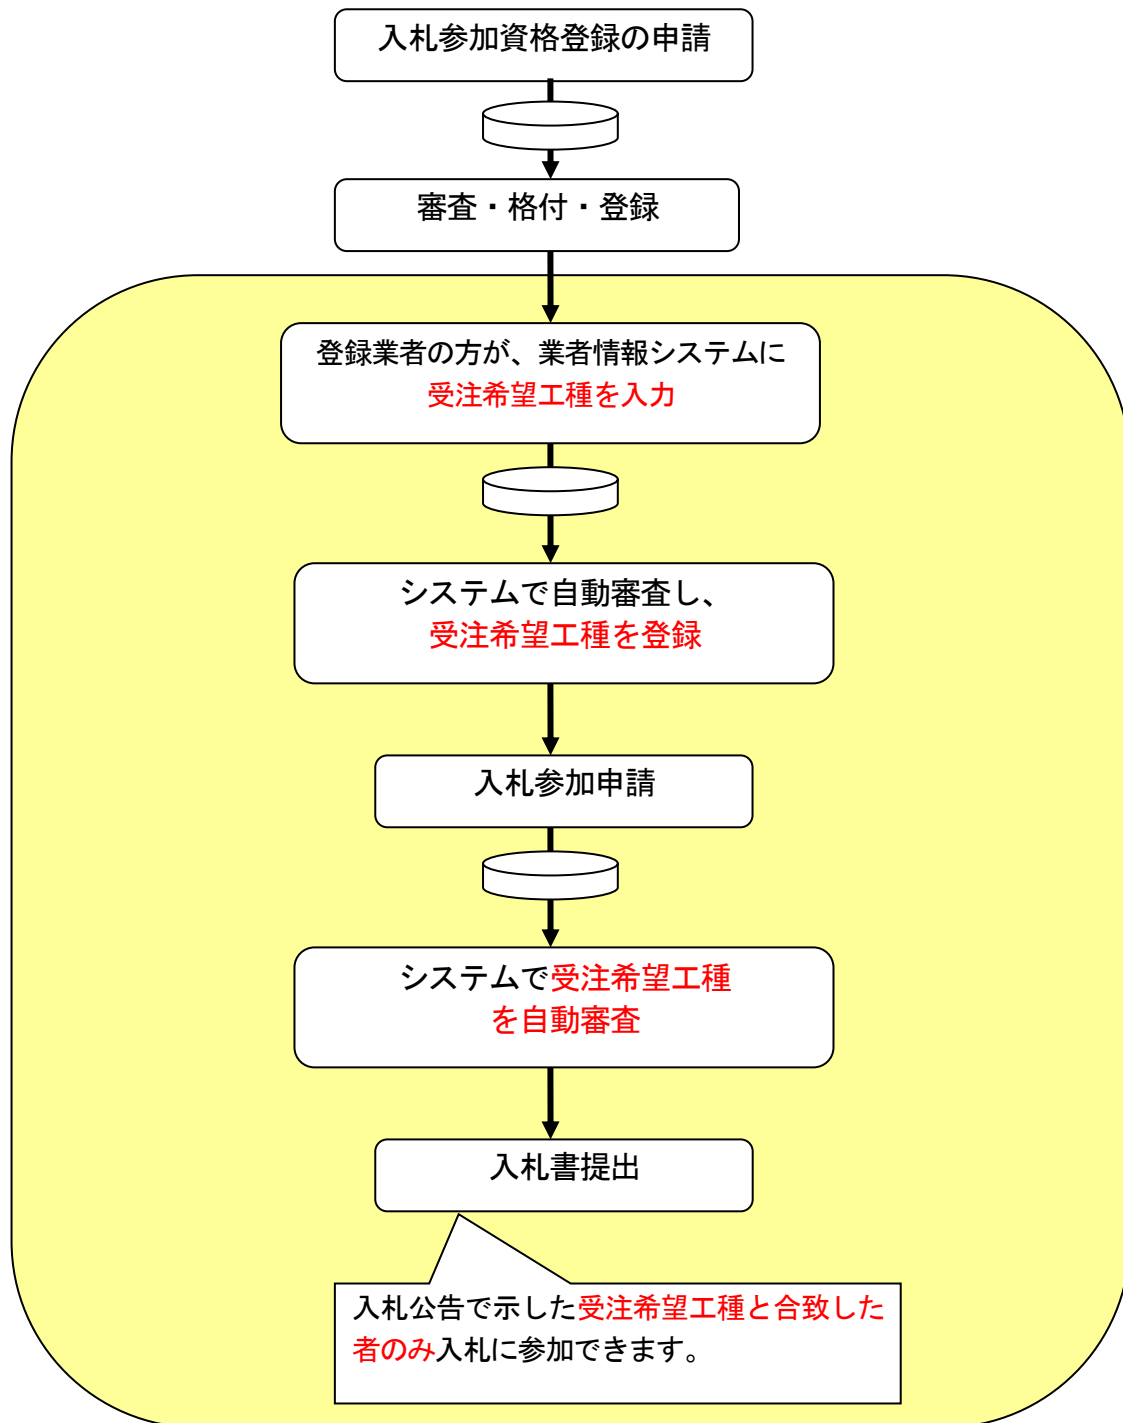 入札参加資格登録の申請
審査・格付・登録
登録業者の方が、業者情報システムに
受注希望工種を入力
システムで自動審査し、
受注希望工種を登録
入札参加申請
システムで受注希望工種
を自動審査
入札書提出
入札公告で示した受注希望工種と合致した
者のみ入札に参加できます。